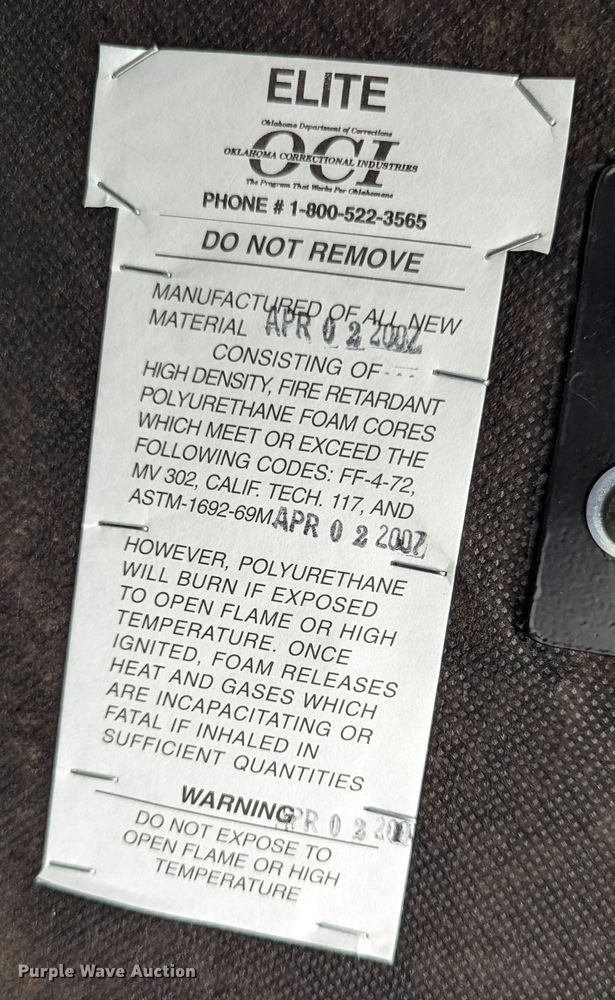 ELITE
Oklahoma Department of Corrections
OCI
OKLAHOMA CORRECTIONAL INDUSTRIES
The Program That Works For Oklahomans
PHONE # 1-800-522-3565
DO NOT REMOVE
MANUFACTURED OF ALL NEW
MATERIAL APR 0 2 2007
CONSISTING OF
HIGH DENSITY, FIRE RETARDANT
POLYURETHANE FOAM CORES
WHICH MEET OR EXCEED THE
FOLLOWING CODES: FF-4-72,
MV 302, CALIF. TECH. 117, AND
ASTM-1692-69M APR 0 2 2007
HOWEVER, POLYURETHANE
WILL BURN IF EXPOSED
TO OPEN FLAME OR HIGH
TEMPERATURE. ONCE
IGNITED, FOAM RELEASES
HEAT AND GASES WHICH
ARE INCAPACITATING OR
FATAL IF INHALED IN
SUFFICIENT QUANTITIES
WARNING APR 0 2
DO NOT EXPOSE TO
OPEN FLAME OR HIGH
TEMPERATURE
Purple Wave Auction